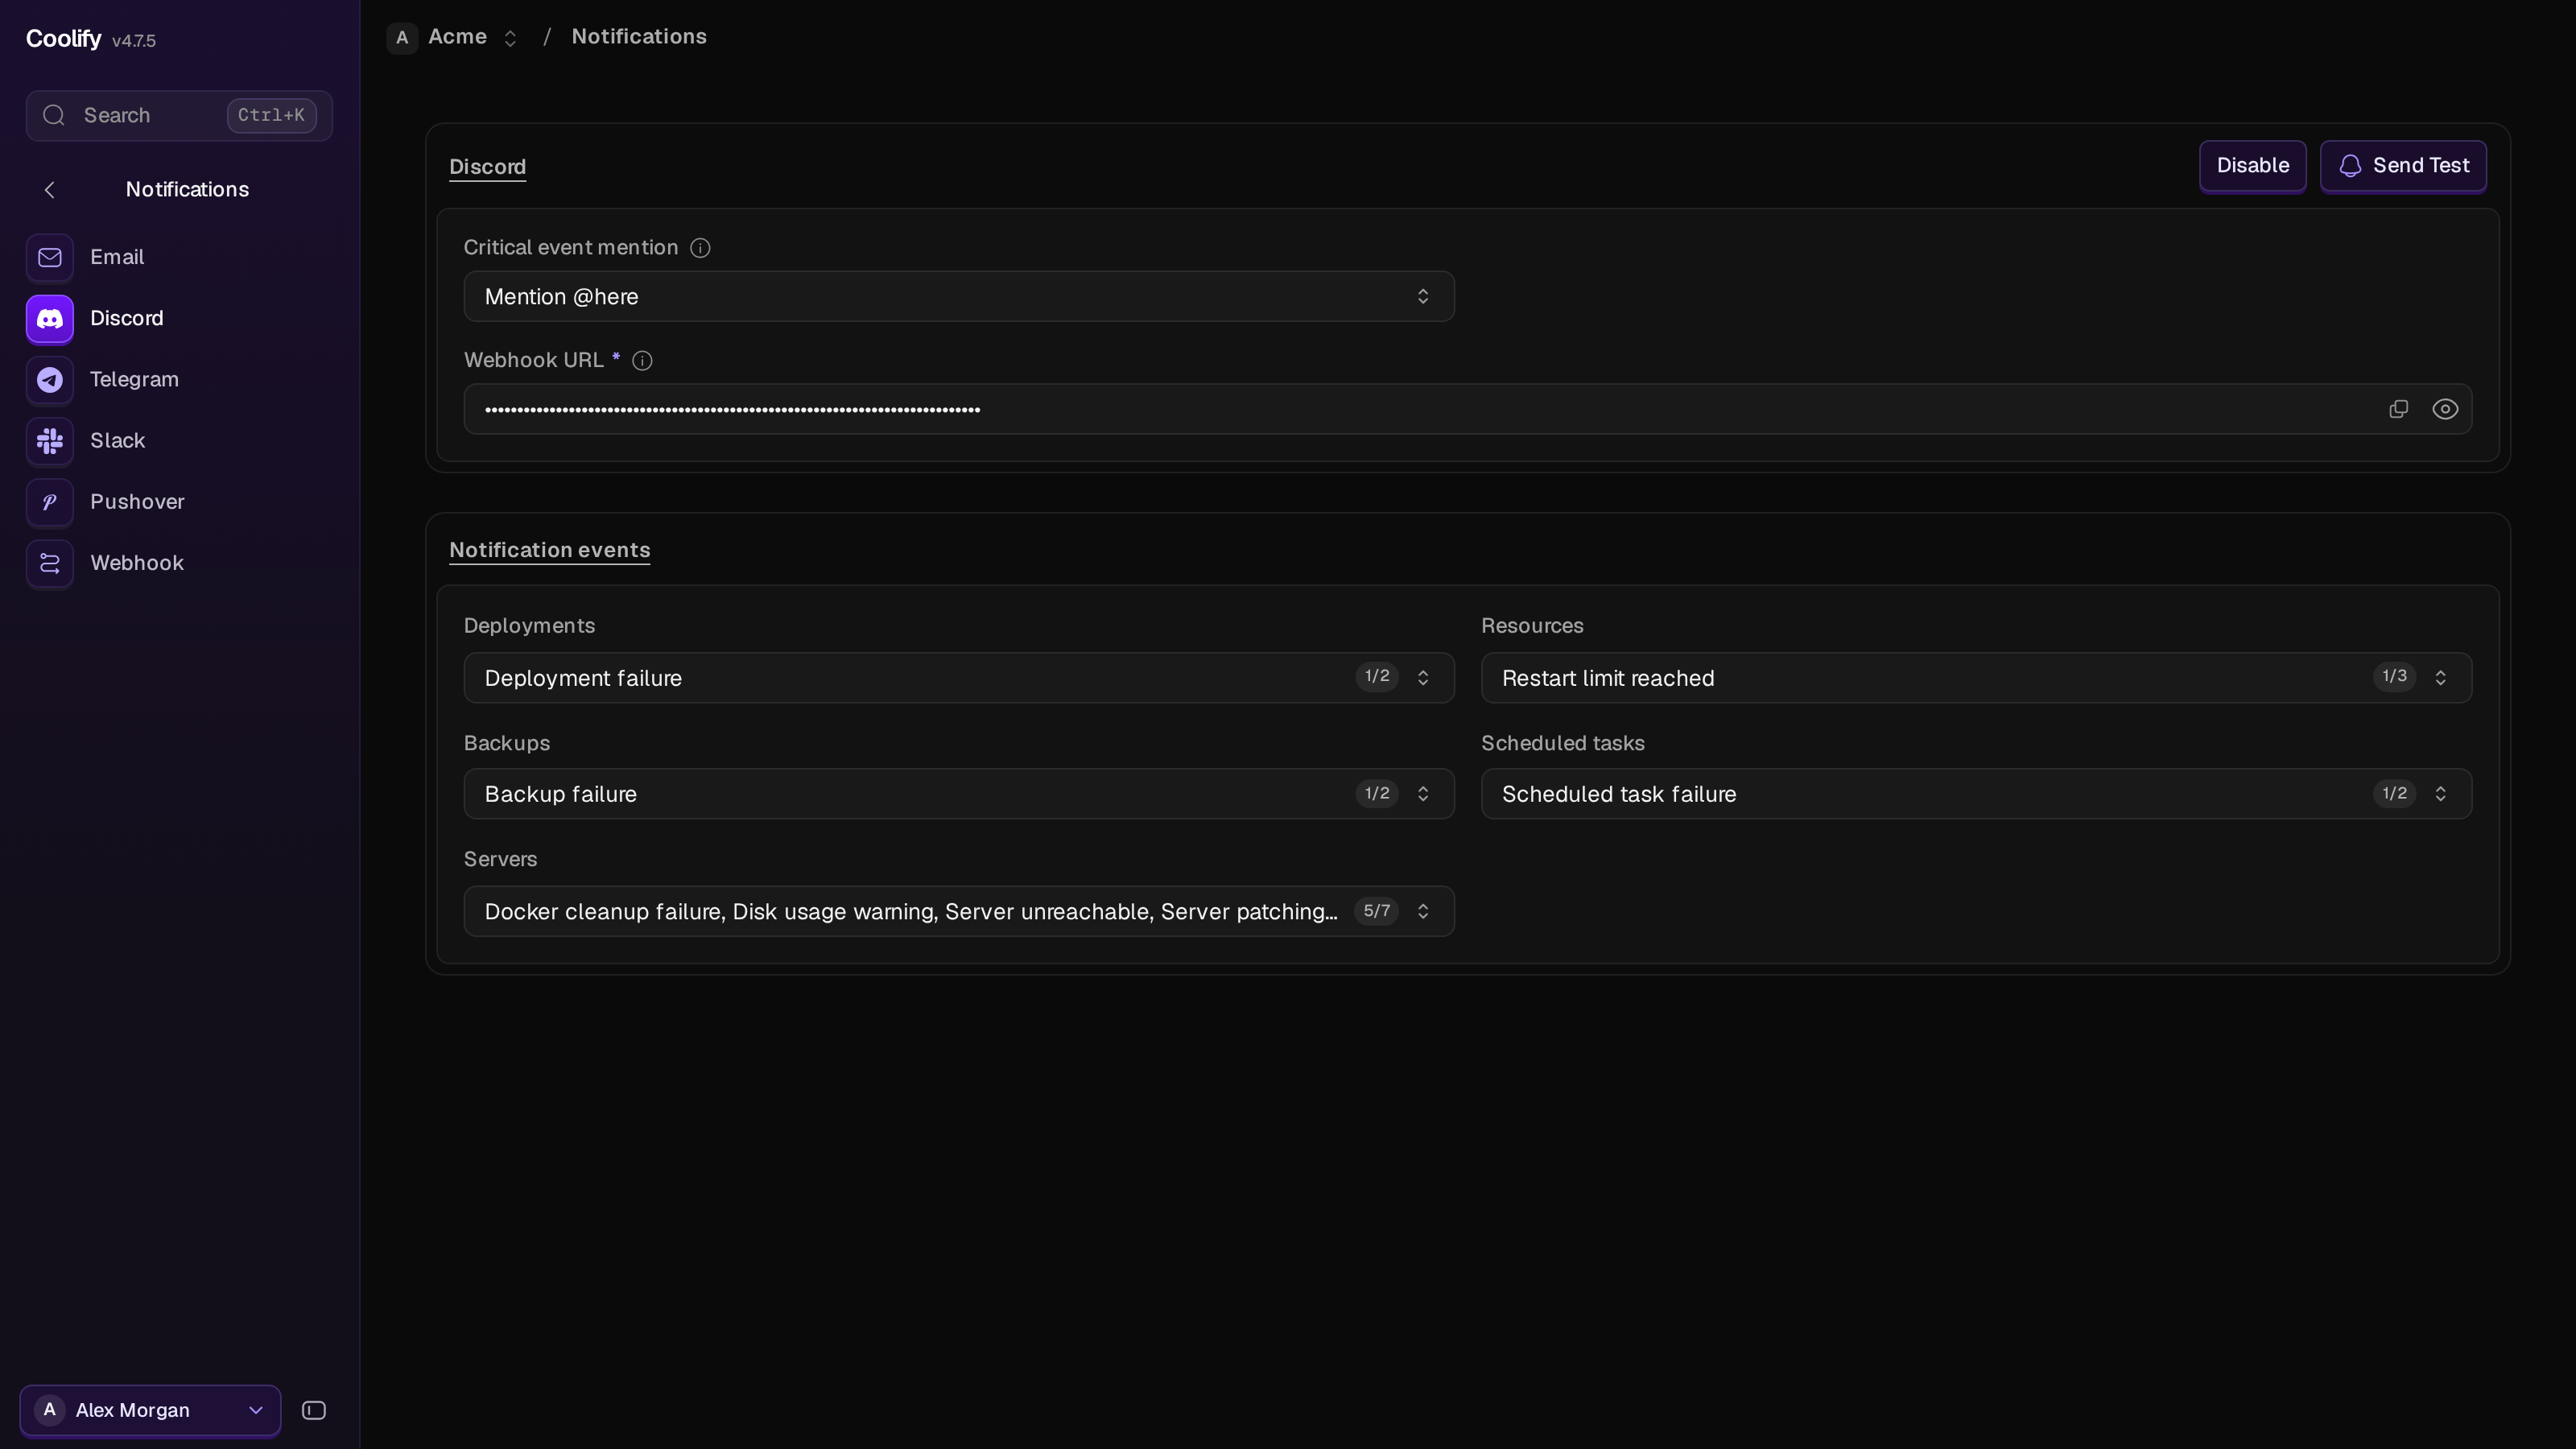 Coolify v4.7.5
Search Ctrl+K
Notifications
Email
Discord
Telegram
Slack
Pushover
Webhook
A Alex Morgan
A Acme / Notifications
Discord
Disable
Send Test
Critical event mention
Mention @here
Webhook URL *
••••••••••••••••••••••••••••••••••••••••••••••••••••••••••••••••••••••••••••••
Notification events
Deployments
Deployment failure 1/2
Resources
Restart limit reached 1/3
Backups
Backup failure 1/2
Scheduled tasks
Scheduled task failure 1/2
Servers
Docker cleanup failure, Disk usage warning, Server unreachable, Server patching... 5/7